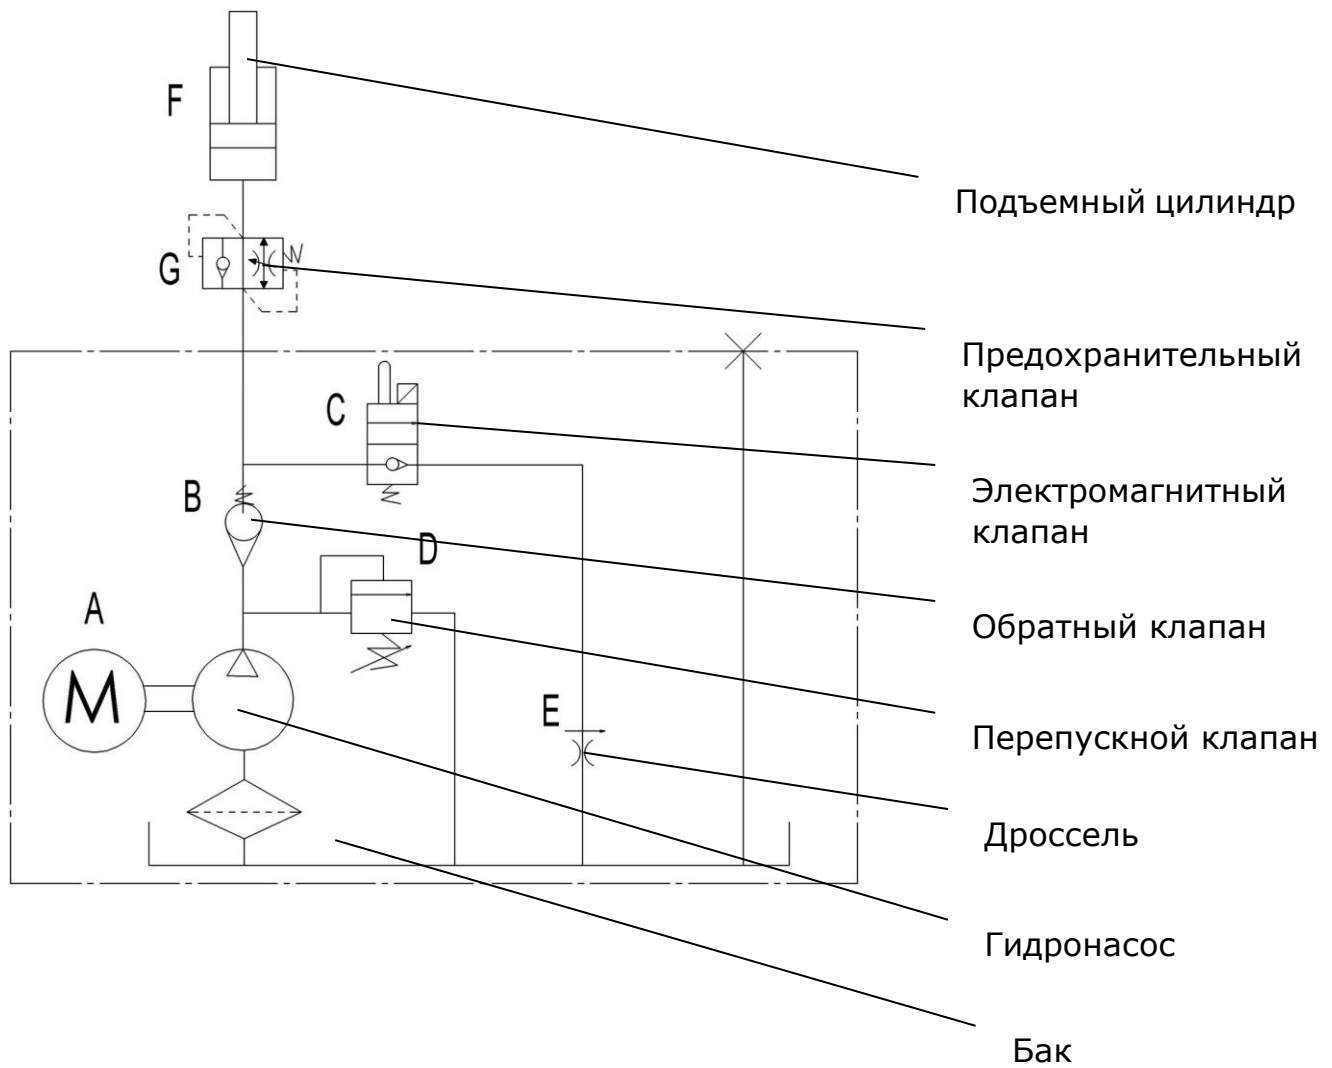 F
Подъемный цилиндр
G
Предохранительный
клапан
C
Электромагнитный
клапан
B
Обратный клапан
D
A
M
Перепускной клапан
E
Дроссель
Гидронасос
Бак